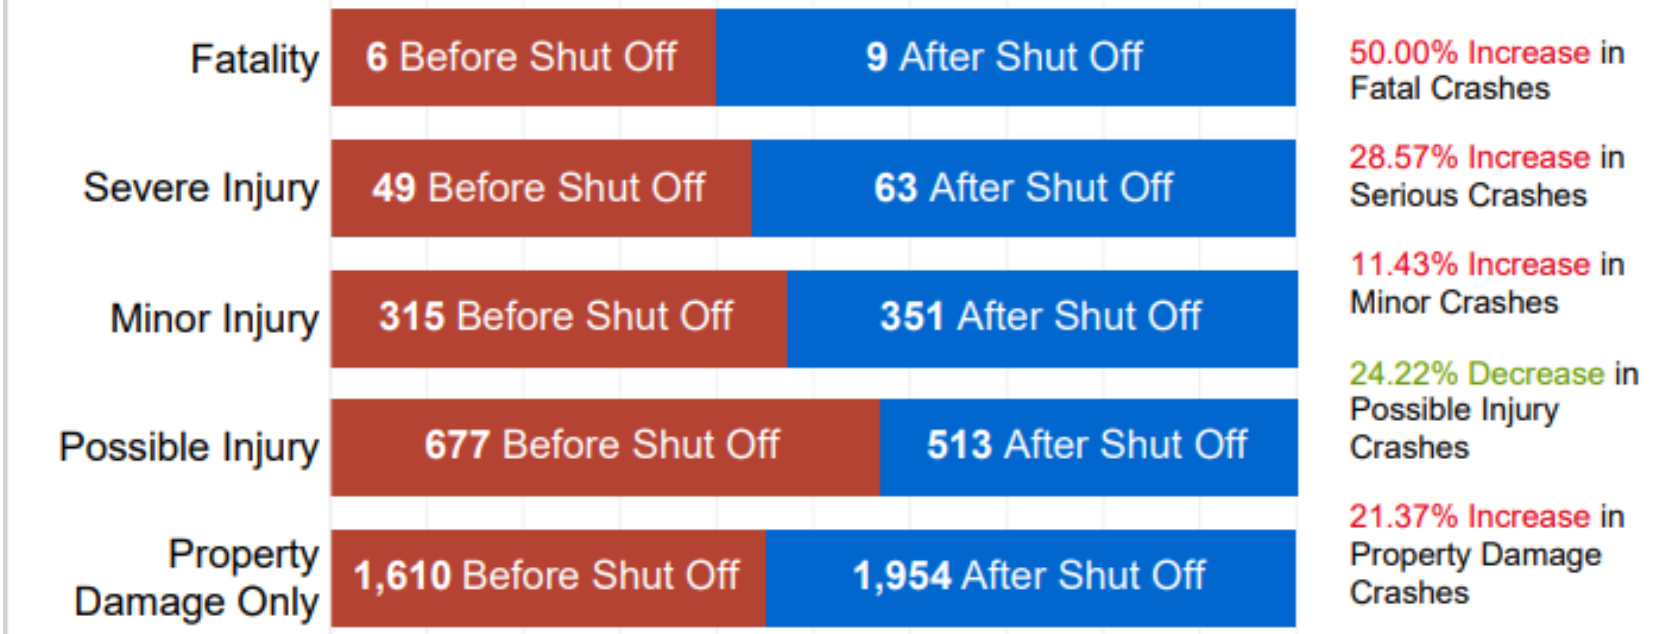 Fatality
6 Before Shut Off
9 After Shut Off
50.00% Increase in
Fatal Crashes
Severe Injury
49 Before Shut Off
63 After Shut Off
28.57% Increase in
Serious Crashes
Minor Injury
315 Before Shut Off
351 After Shut Off
11.43% Increase in
Minor Crashes
Possible Injury
677 Before Shut Off
513 After Shut Off
24.22% Decrease in
Possible Injury
Crashes
Property
Damage Only
1,610 Before Shut Off
1,954 After Shut Off
21.37% Increase in
Property Damage
Crashes